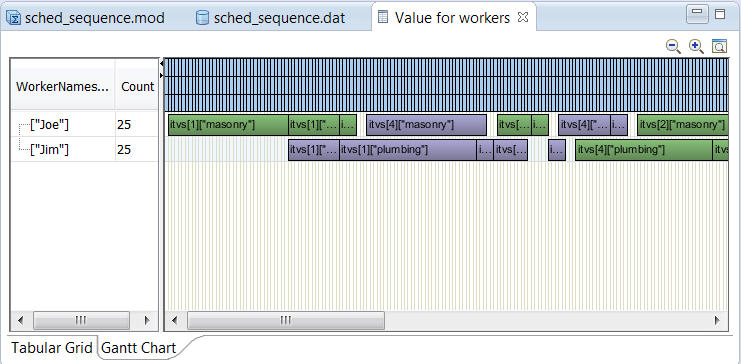 sched_sequence.mod sched_sequence.dat Value for workers
WorkerNames... Count
["Joe"] 25 itvs[1]["masonry"] itvs[1]["... i... itvs[4]["masonry"] itvs[... i... itvs[4]["... i... itvs[2]["masonry"]
["Jim"] 25 itvs[1]["... itvs[1]["plumbing"] i... itvs[... i... itvs[4]["plumbing"] itvs
Tabular Grid Gantt Chart